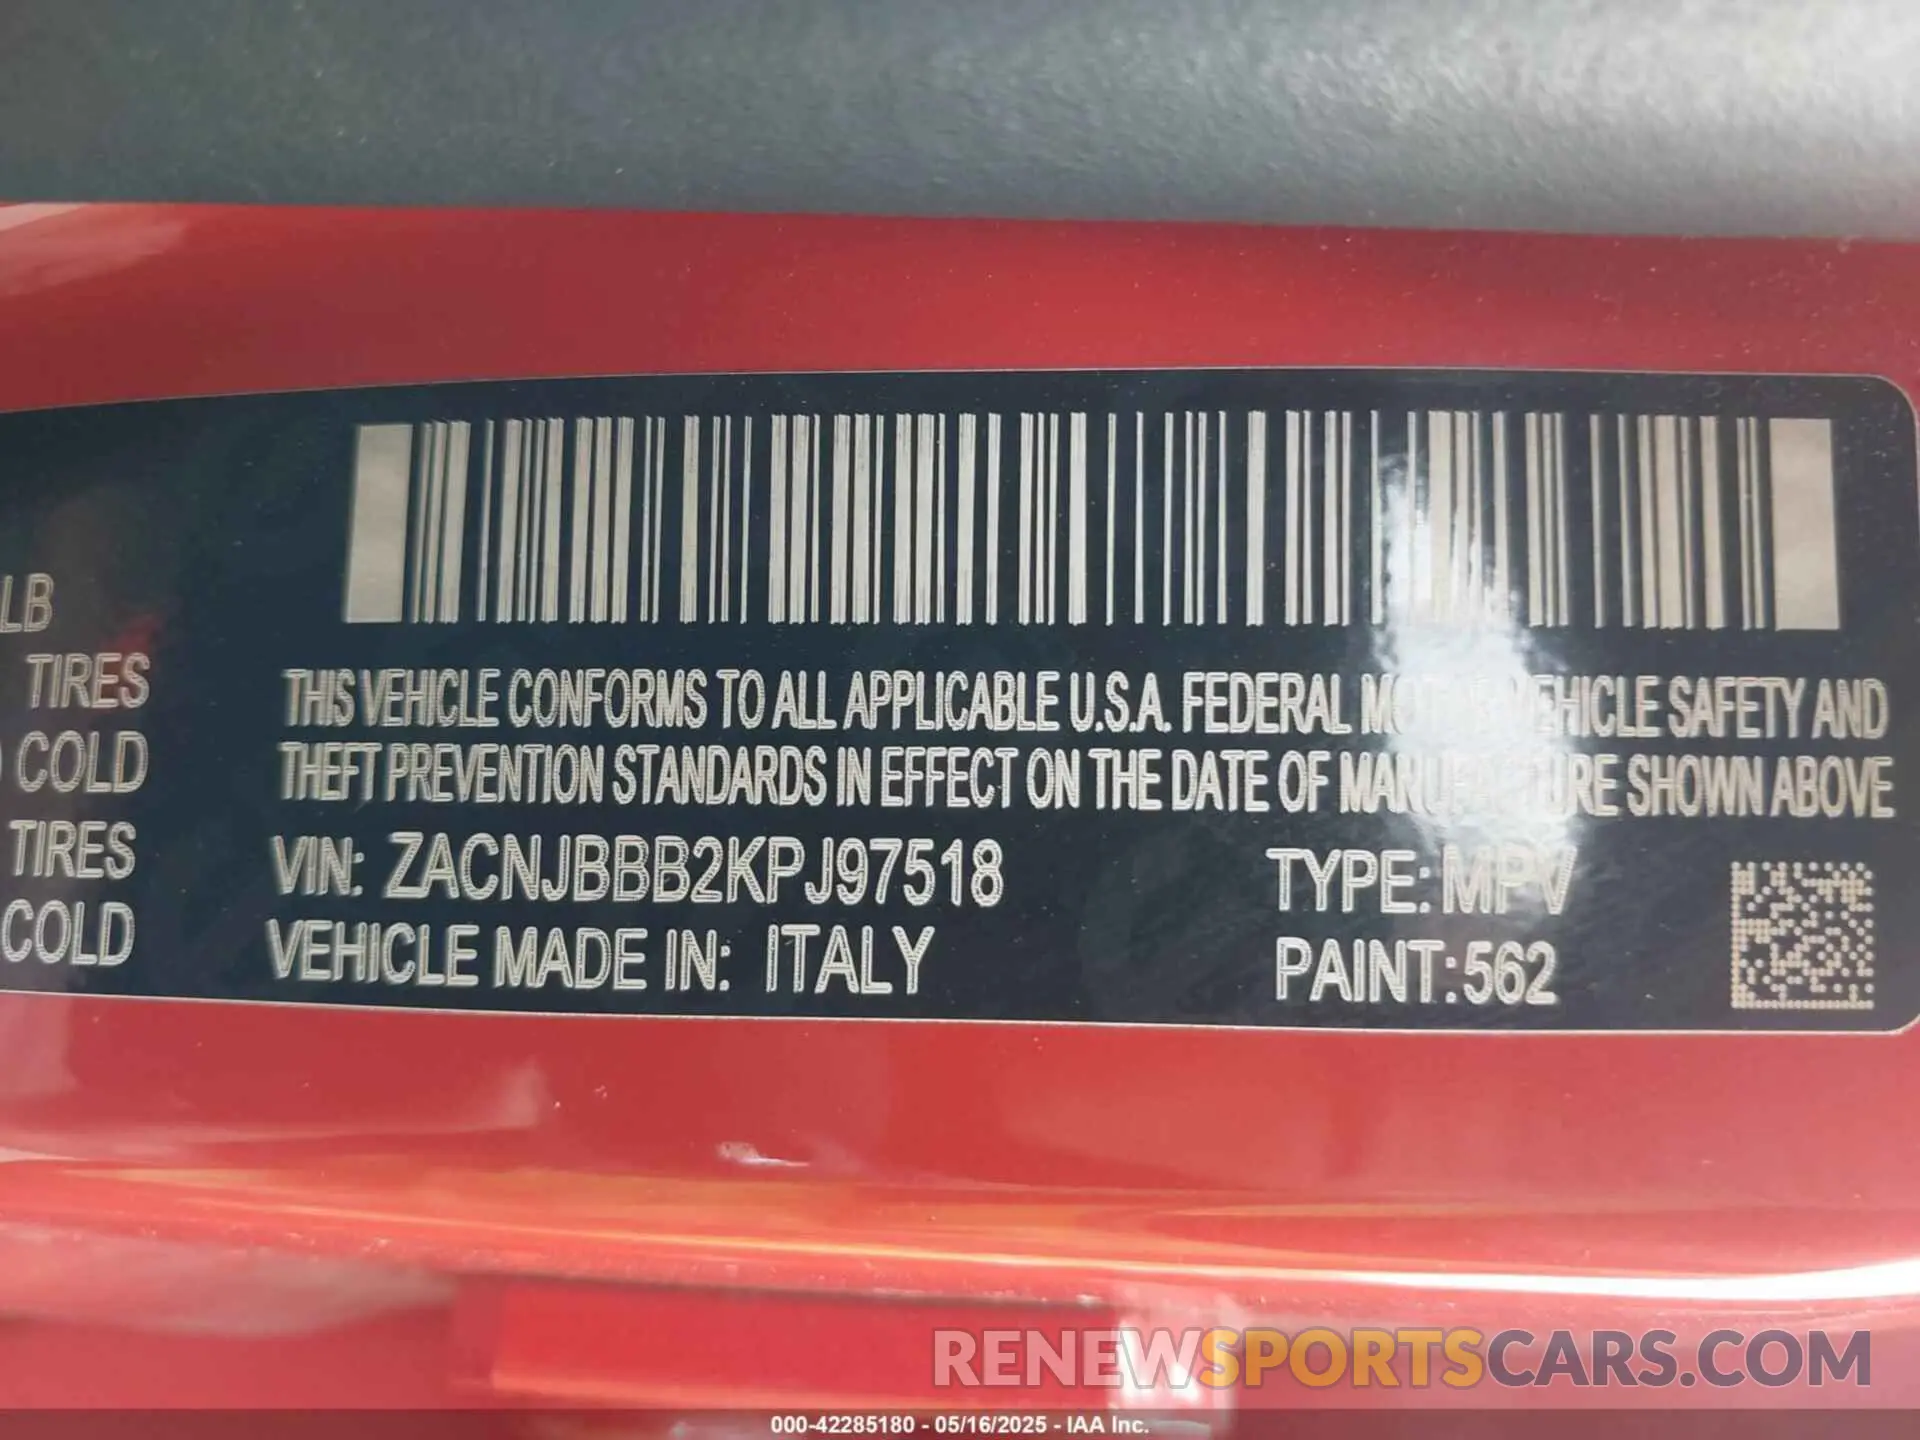 LB
TIRES
COLD
TIRES
COLD
THIS VEHICLE CONFORMS TO ALL APPLICABLE U.S.A. FEDERAL MOTOR VEHICLE SAFETY AND
THEFT PREVENTION STANDARDS IN EFFECT ON THE DATE OF MANUFACTURE SHOWN ABOVE
VIN: ZACNJBBB2KPJ97518 TYPE: MPV
VEHICLE MADE IN: ITALY PAINT: 562
RENEWSPORTSCARS.COM
000-42285180 - 05/16/2025 - IAA Inc.